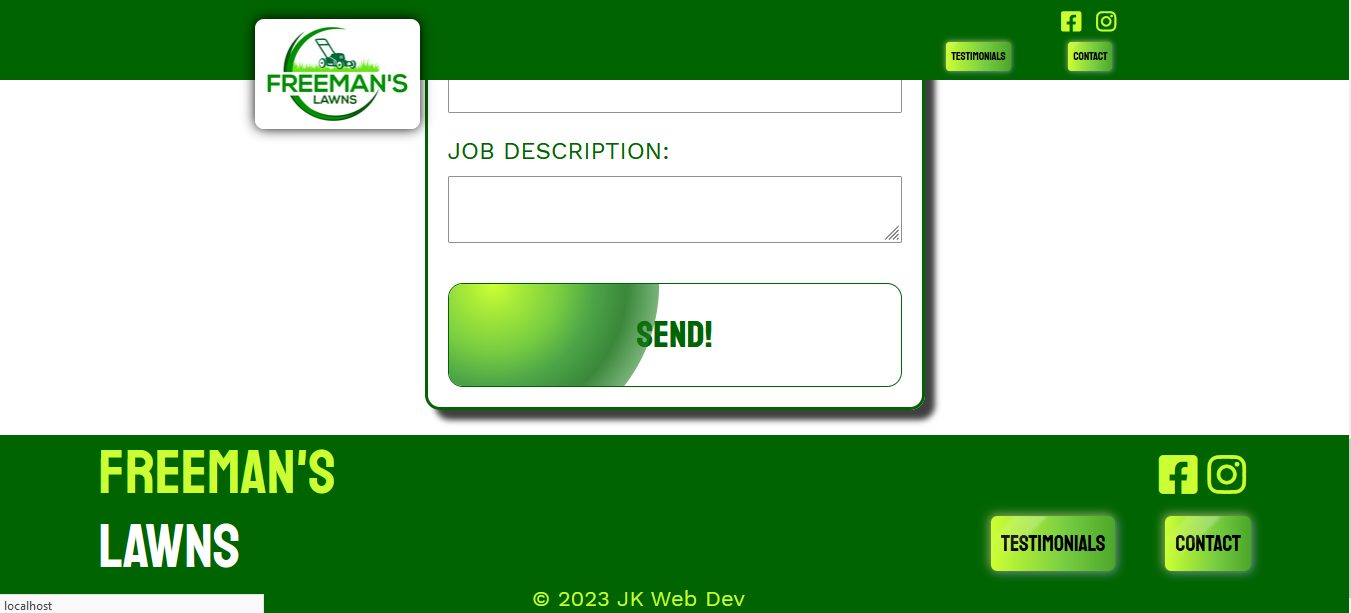 FREEMAN'S
LAWNS
TESTIMONIALS
CONTACT
JOB DESCRIPTION:
SEND!
FREEMAN'S
LAWNS
TESTIMONIALS
CONTACT
© 2023 JK Web Dev
localhost